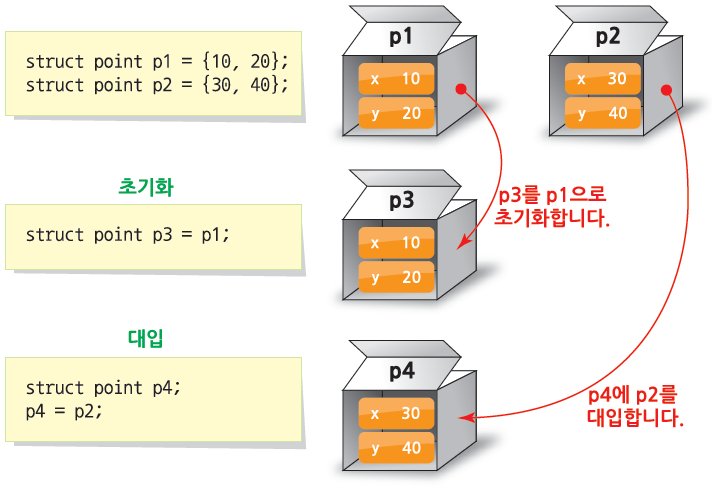 struct point p1 = {10, 20};
struct point p2 = {30, 40};
p1
x 10
y 20
p2
x 30
y 40
초기화
struct point p3 = p1;
p3
x 10
y 20
p3를 p1으로
초기화합니다.
대입
struct point p4;
p4 = p2;
p4
x 30
y 40
p4에 p2를
대입합니다.